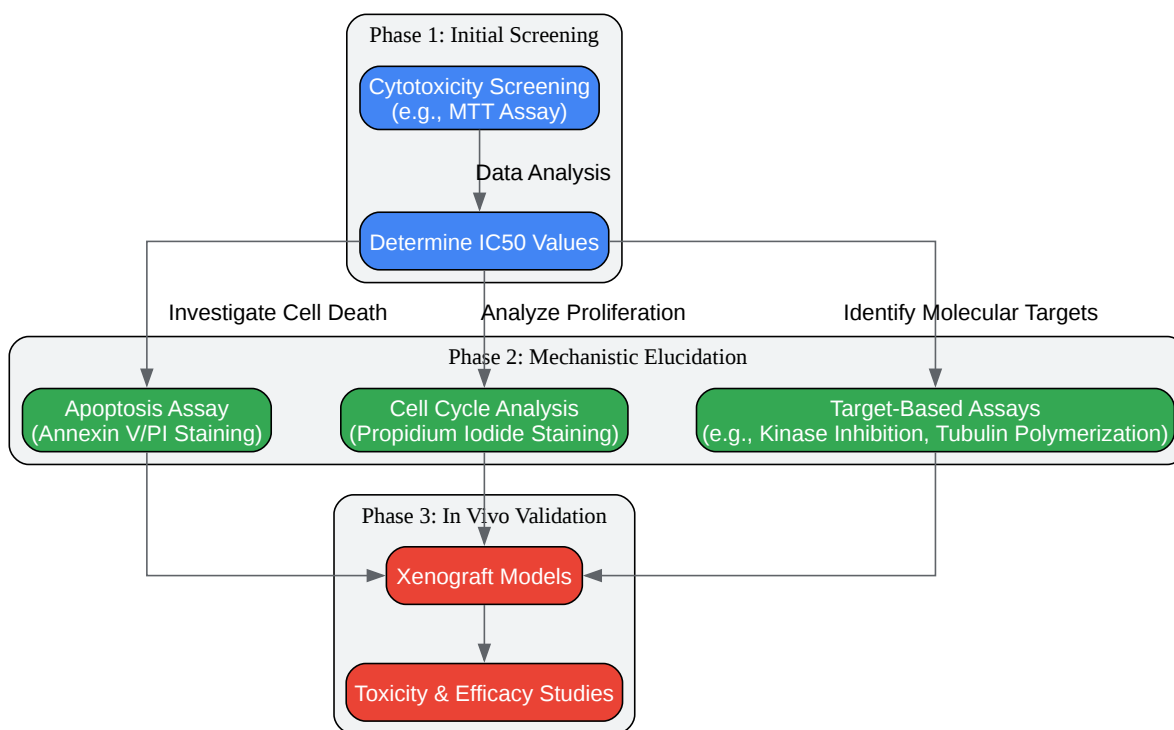 Phase 1: Initial Screening
Cytotoxicity Screening
(e.g., MTT Assay)
Data Analysis
Determine IC50 Values
Investigate Cell Death
Analyze Proliferation
Identify Molecular Targets
Phase 2: Mechanistic Elucidation
Apoptosis Assay
(Annexin V/PI Staining)
Cell Cycle Analysis
(Propidium Iodide Staining)
Target-Based Assays
(e.g., Kinase Inhibition, Tubulin Polymerization)
Phase 3: In Vivo Validation
Xenograft Models
Toxicity & Efficacy Studies